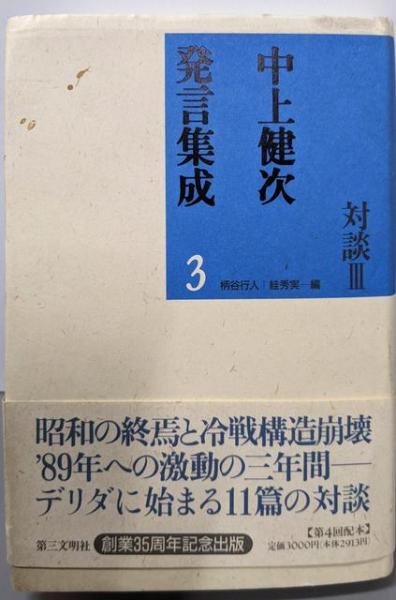 中上健次
発言集成
対談Ⅲ
3
柄谷行人｜絓秀実―編
昭和の終焉と冷戦構造崩壊
'89年への激動の三年間――
デリダに始まる11篇の対談
第三文明社
創業35周年記念出版
【第4回配本】
定価3000円(本体2913円)